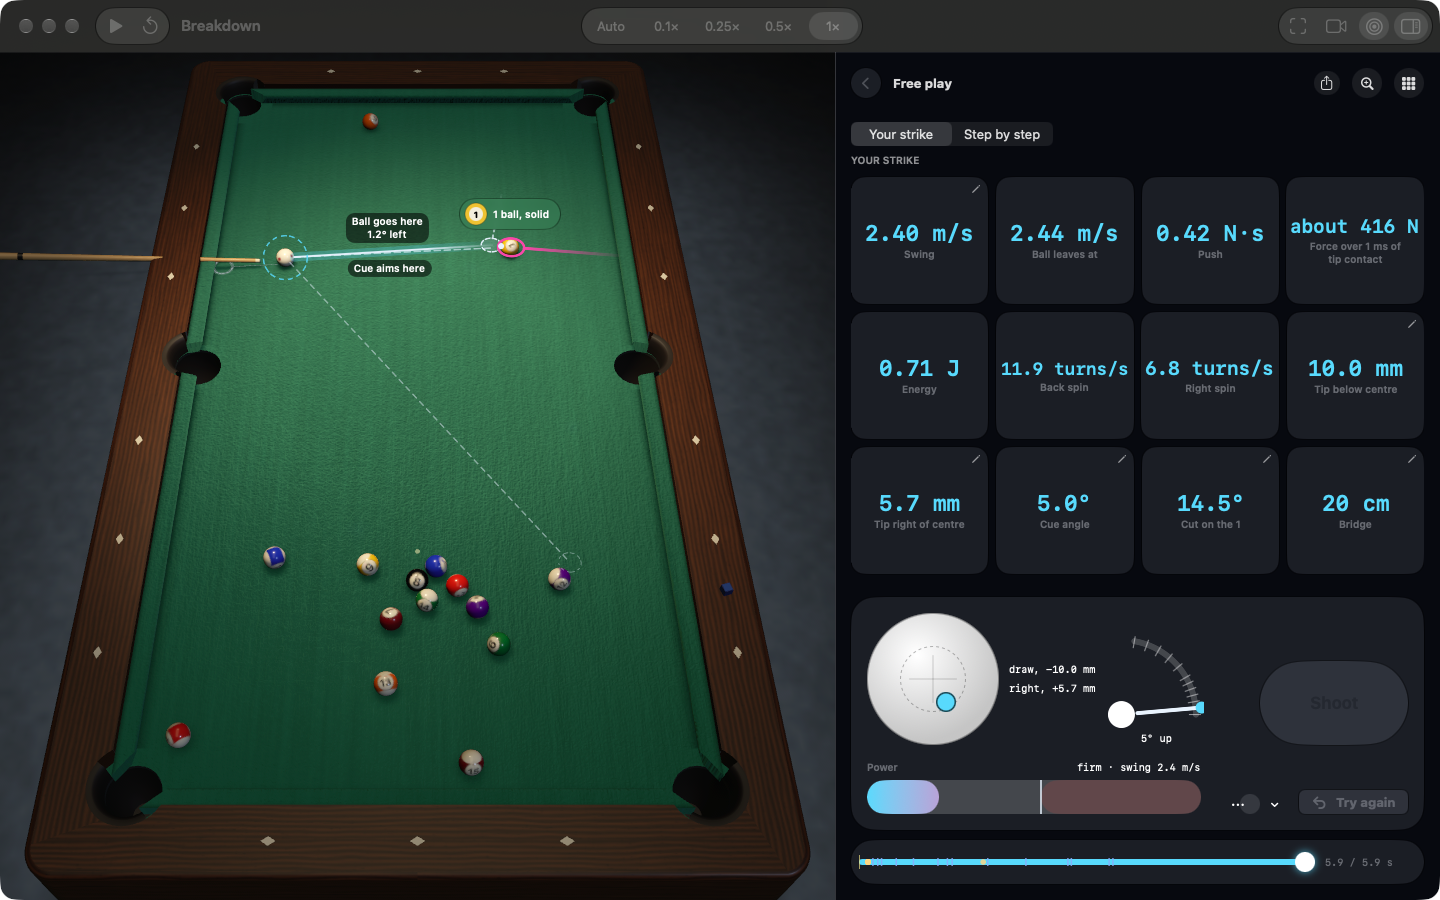 Breakdown
Auto
0.1×
0.25×
0.5×
1×
Free play
Your strike
Step by step
YOUR STRIKE
2.40 m/s
Swing
2.44 m/s
Ball leaves at
0.42 N·s
Push
about 416 N
Force over 1 ms of
tip contact
0.71 J
Energy
11.9 turns/s
Back spin
6.8 turns/s
Right spin
10.0 mm
Tip below centre
5.7 mm
Tip right of centre
5.0°
Cue angle
14.5°
Cut on the 1
20 cm
Bridge
Ball goes here
1.2° left
1
1 ball, solid
Cue aims here
9
13
draw, −10.0 mm
right, +5.7 mm
5° up
Shoot
Power
firm · swing 2.4 m/s
Try again
5.9 / 5.9 s